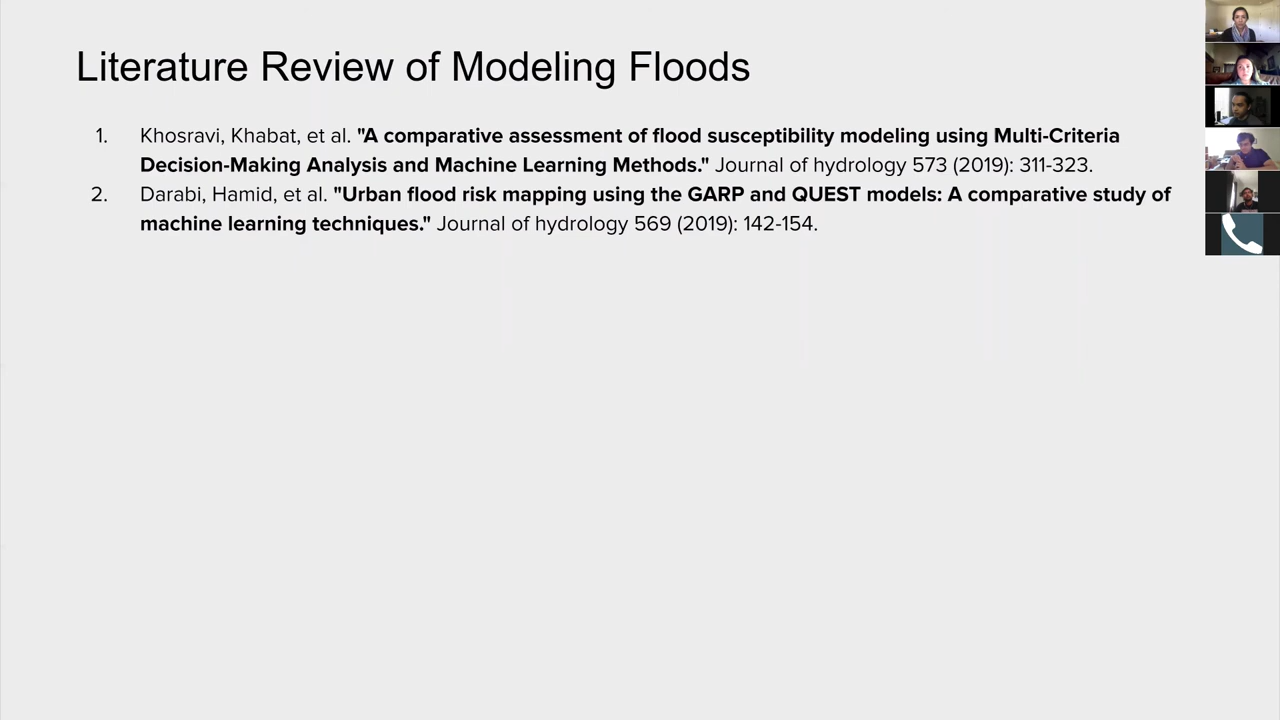 Literature Review of Modeling Floods
1. Khosravi, Khabat, et al. "A comparative assessment of flood susceptibility modeling using Multi-Criteria
Decision-Making Analysis and Machine Learning Methods." Journal of hydrology 573 (2019): 311-323.
2. Darabi, Hamid, et al. "Urban flood risk mapping using the GARP and QUEST models: A comparative study of
machine learning techniques." Journal of hydrology 569 (2019): 142-154.